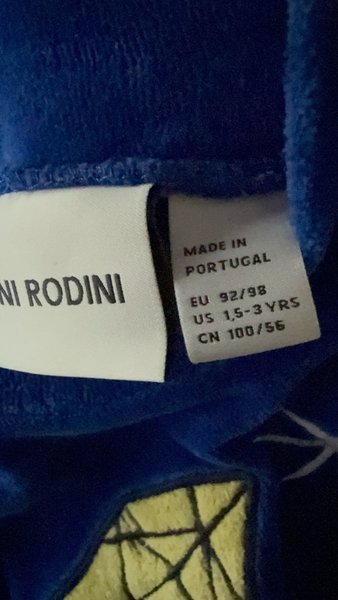 NI RODINI
MADE IN
PORTUGAL
EU 92/98
US 1,5-3 YRS
CN 100/56